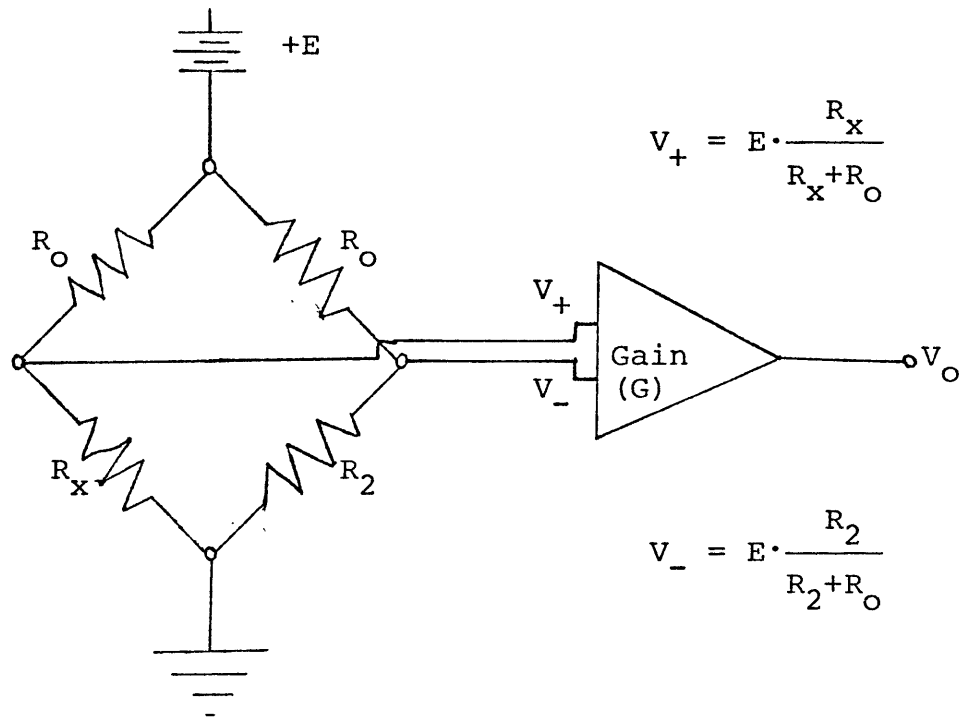 +E
V₊ = E·Rₓ/(Rₓ+Rₒ)
Rₒ
Rₒ
V₊
Gain
(G)
Vₒ
V₋
Rₓ
R₂
V₋ = E·R₂/(R₂+Rₒ)